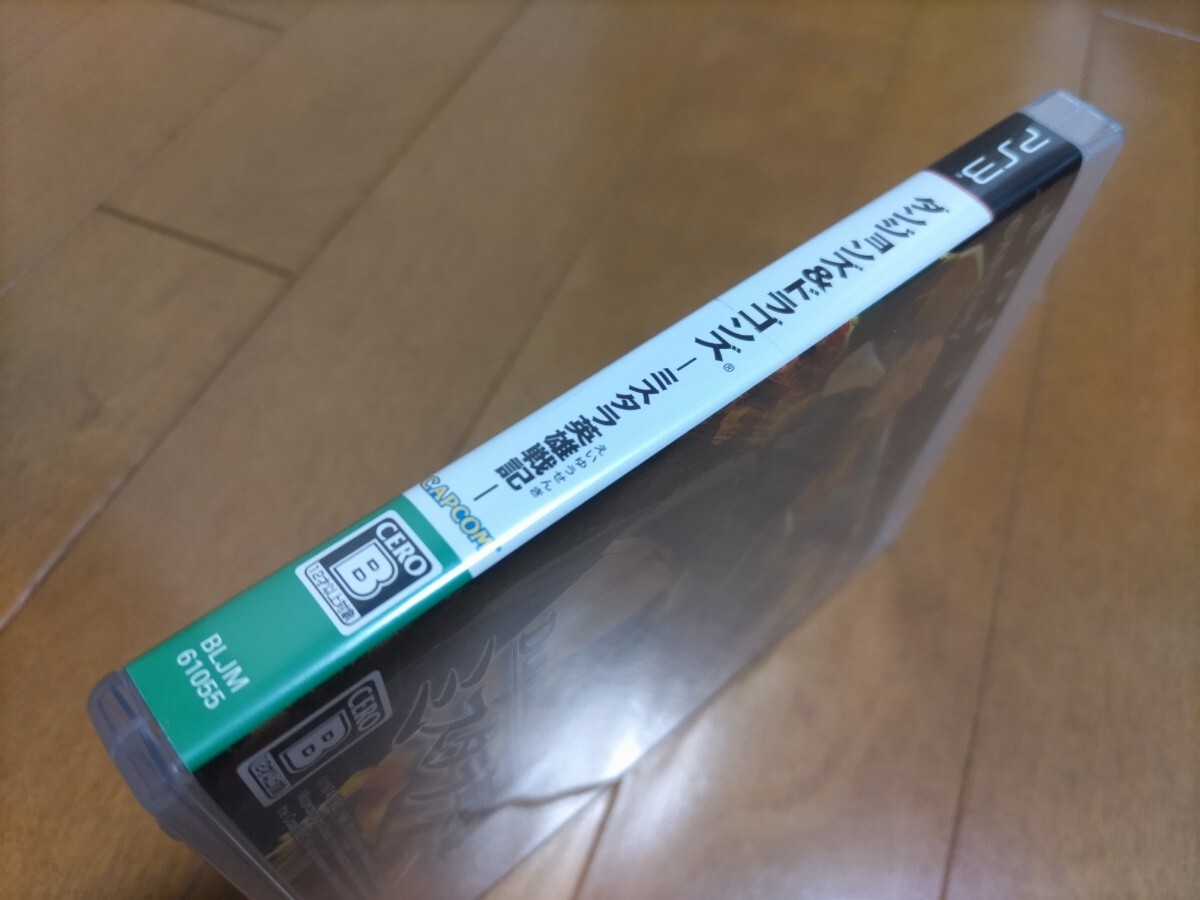 PS3
ダンジョンズ&ドラゴンズ®
―ミスタラ英雄戦記―
えいゆうせんき
CAPCOM
CERO
B
12才以上対象
BLJM
61055
CERO
B